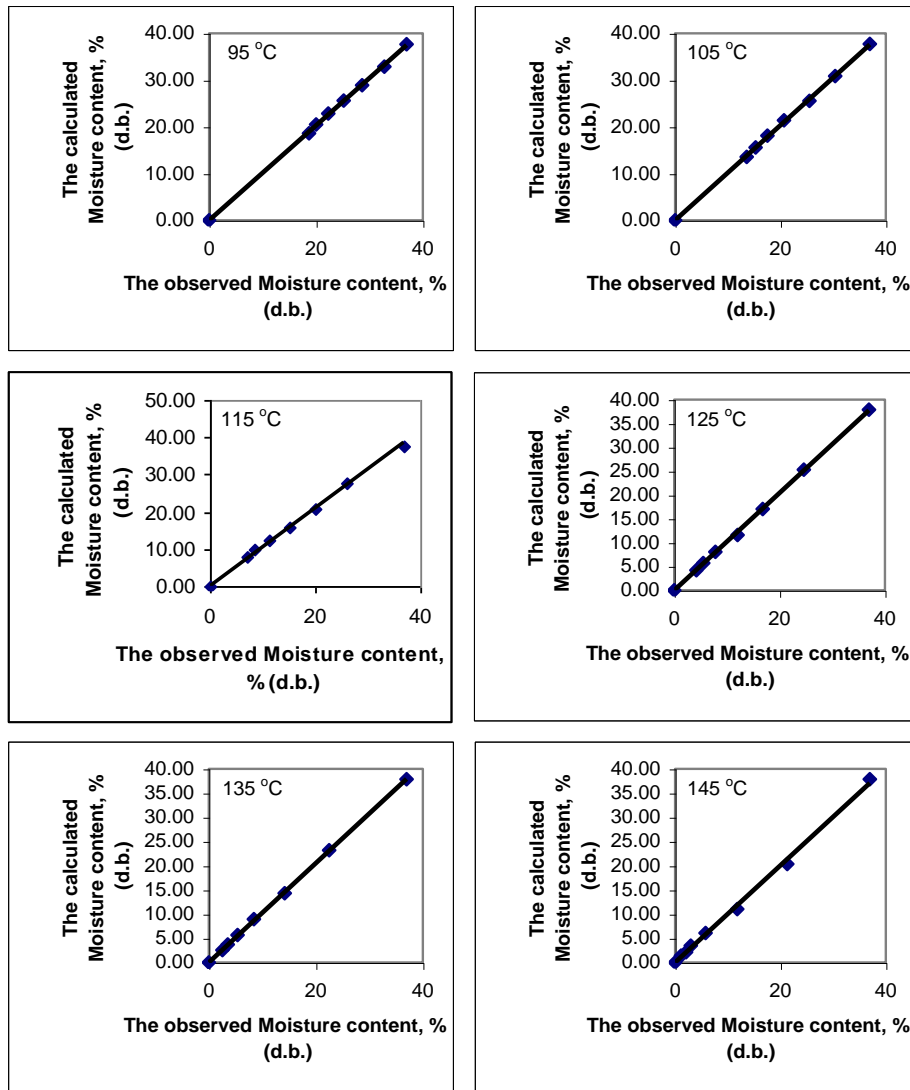 The calculated
Moisture content, %
(d.b.)
40.00
30.00
20.00
10.00
0.00
95 °C
0 20 40
The observed Moisture content, %
(d.b.)
The calculated
Moisture content, %
(d.b.)
40.00
30.00
20.00
10.00
0.00
105 °C
0 20 40
The observed Moisture content, %
(d.b.)
The calculated
Moisture content, %
(d.b.)
50.00
40.00
30.00
20.00
10.00
0.00
115 °C
0 20 40
The observed Moisture content,
% (d.b.)
The calculated
Moisture content, %
(d.b.)
40.00
35.00
30.00
25.00
20.00
15.00
10.00
5.00
0.00
125 °C
0 20 40
The observed Moisture content, %
(d.b.)
The calculated
Moisture content, %
(d.b.)
40.00
35.00
30.00
25.00
20.00
15.00
10.00
5.00
0.00
135 °C
0 20 40
The observed Moisture content, %
(d.b.)
The calculated
Moisture content, %
(d.b.)
40.00
35.00
30.00
25.00
20.00
15.00
10.00
5.00
0.00
145 °C
0 20 40
The observed Moisture content, %
(d.b.)